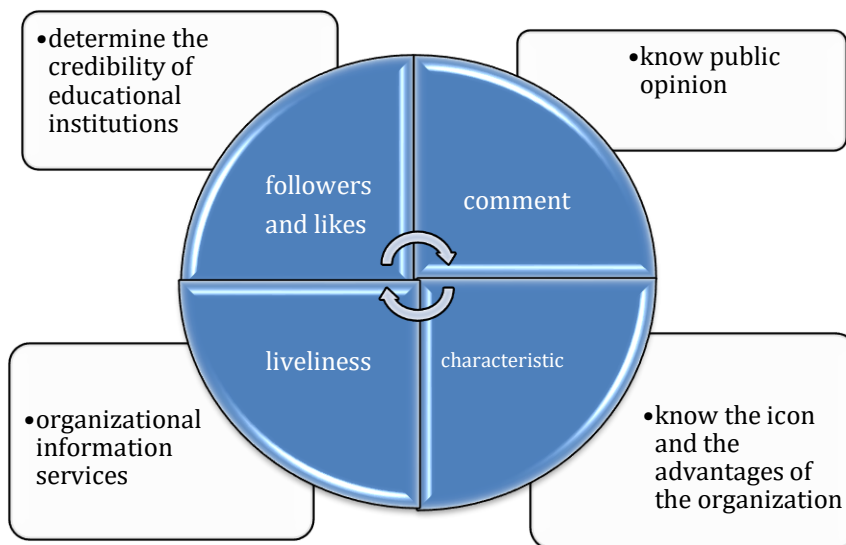 •determine the
credibility of
educational
institutions
•know public
opinion
followers
and likes
comment
liveliness
characteristic
•organizational
information
services
•know the icon
and the
advantages of
the organization